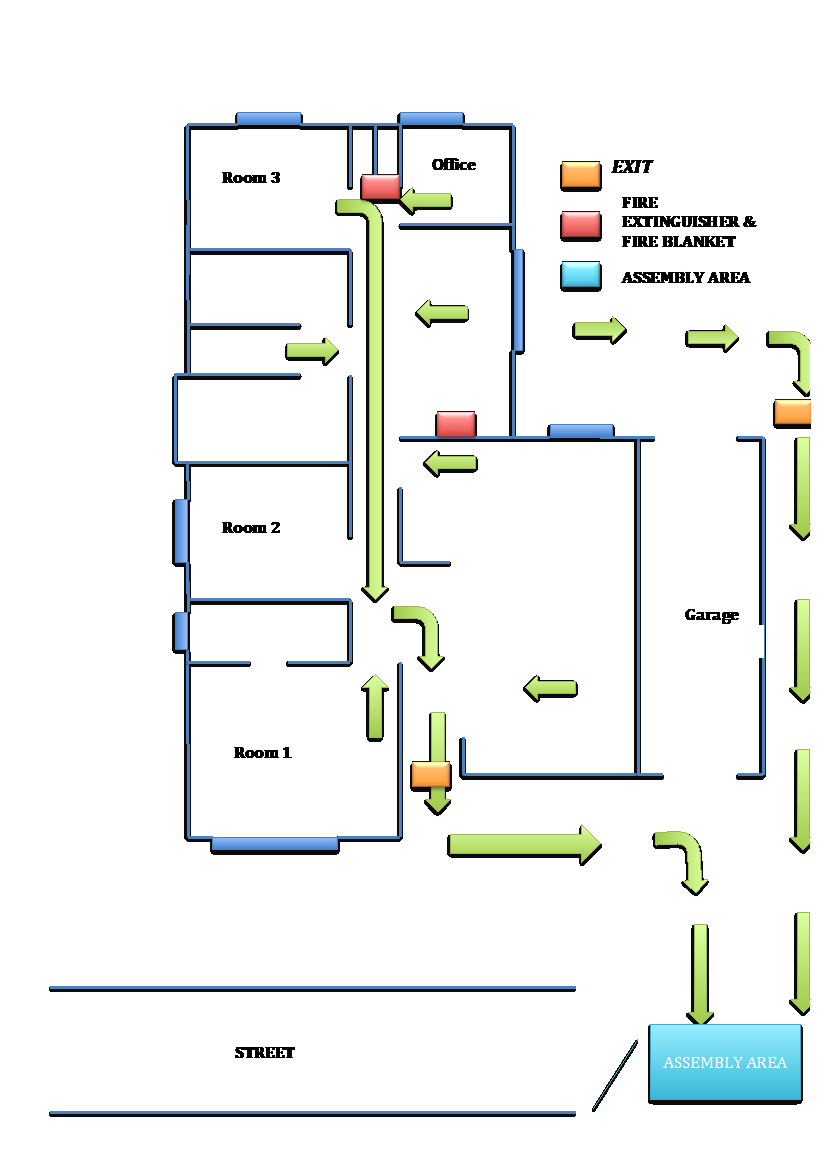 Room 3
Office
EXIT
FIRE
EXTINGUISHER &
FIRE BLANKET
ASSEMBLY AREA
Room 2
Garage
Room 1
STREET
ASSEMBLY AREA